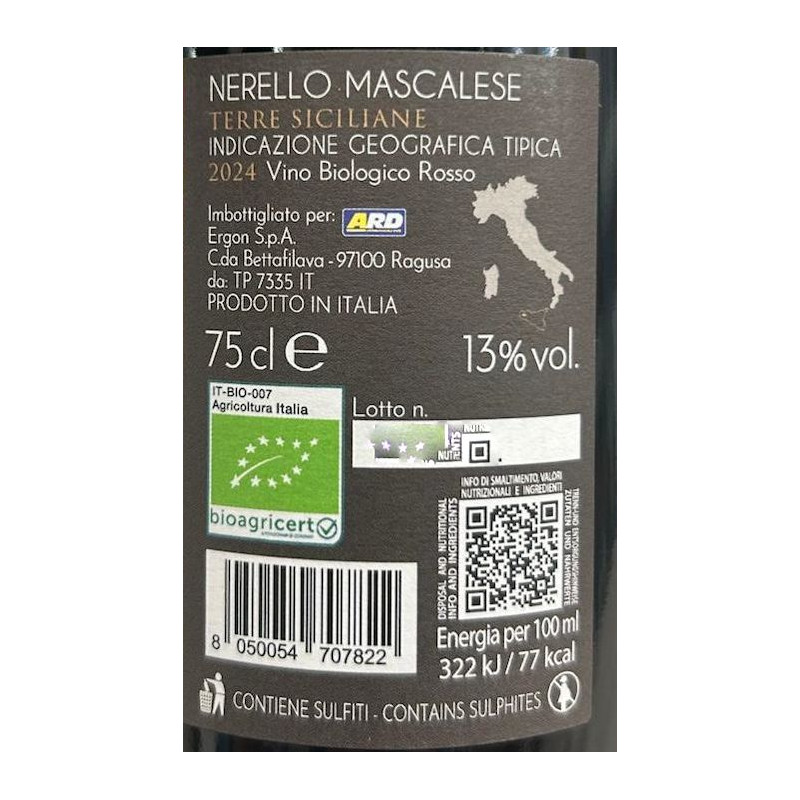 NERELLO MASCALESE
TERRE SICILIANE
INDICAZIONE GEOGRAFICA TIPICA
2024 Vino Biologico Rosso
Imbottigliato per: ARD
Ergon S.p.A.
C.da Bettafilava - 97100 Ragusa
da: TP 7335 IT
PRODOTTO IN ITALIA
75 cl e
13% vol.
IT-BIO-007
Agricoltura Italia
bioagricert
Lotto n.
INFO DI SMALTIMENTO, VALORI
NUTRIZIONALI E INGREDIENTI
DISPOSAL AND NUTRITIONAL
INFO AND INGREDIENTS
ZUTATEN UND NÄHRWERTE
Energia per 100 ml
322 kJ / 77 kcal
8 050054 707822
CONTIENE SULFITI - CONTAINS SULPHITES